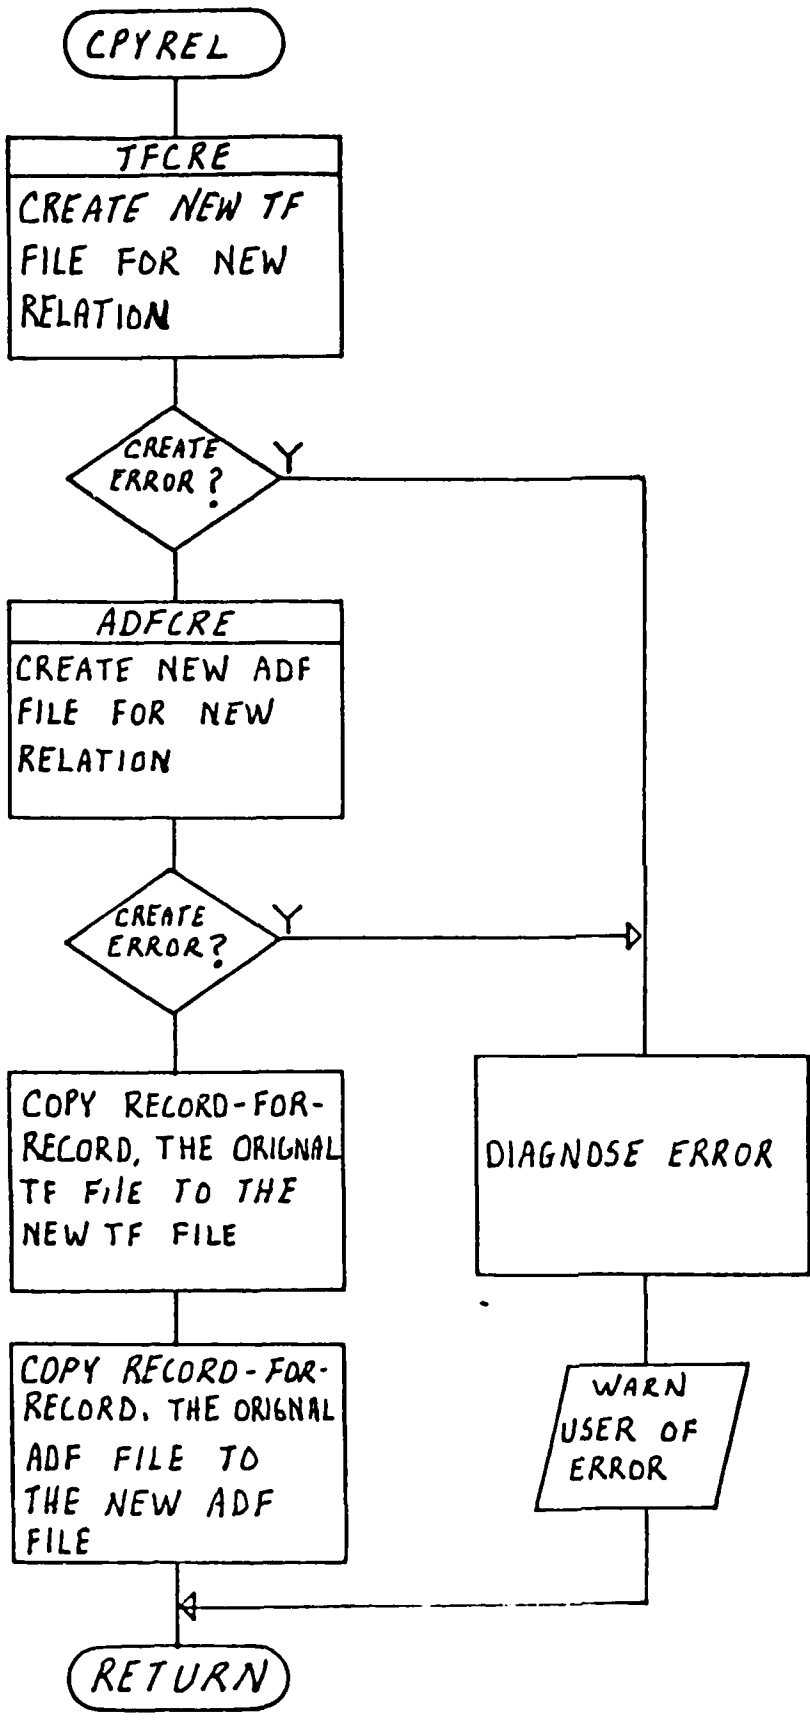 CPYREL
TFCRE
CREATE NEW TF
FILE FOR NEW
RELATION
CREATE
ERROR?
Y
ADFCRE
CREATE NEW ADF
FILE FOR NEW
RELATION
CREATE
ERROR?
Y
COPY RECORD-FOR-
RECORD, THE ORIGNAL
TF FILE TO THE
NEW TF FILE
DIAGNOSE ERROR
COPY RECORD-FOR-
RECORD, THE ORIGNAL
ADF FILE TO
THE NEW ADF
FILE
WARN
USER OF
ERROR
RETURN